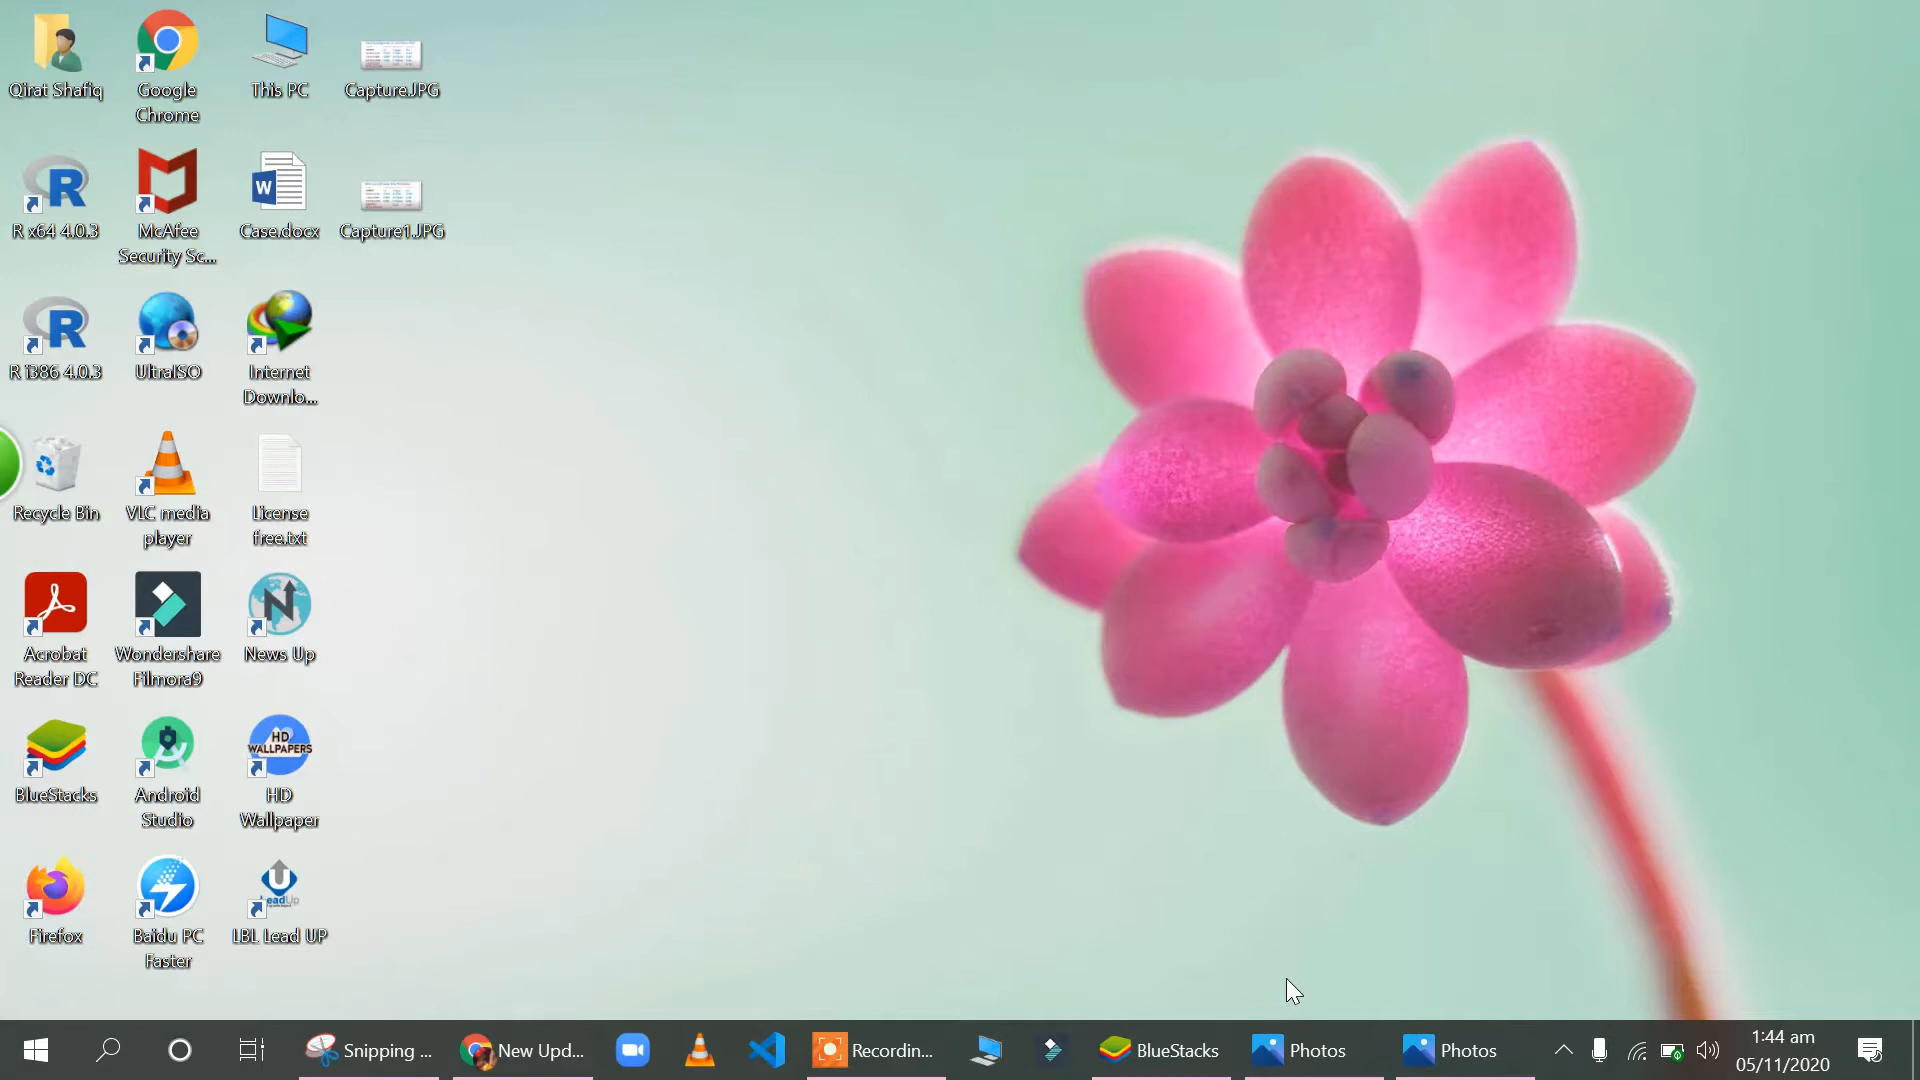 Qirat Shafiq
Google
Chrome
This PC
Capture.JPG
R x64 4.0.3
McAfee
Security Sc...
Case.docx
Capture1.JPG
R i386 4.0.3
UltraISO
Internet
Downlo...
Recycle Bin
VLC media
player
License
free.txt
Acrobat
Reader DC
Wondershare
Filmora9
News Up
BlueStacks
Android
Studio
HD
WALLPAPERS
HD
Wallpaper
Firefox
Baidu PC
Faster
LeadUp
LBL Lead UP
Snipping ...
New Upd...
Recordin...
BlueStacks
Photos
Photos
1:44 am
05/11/2020